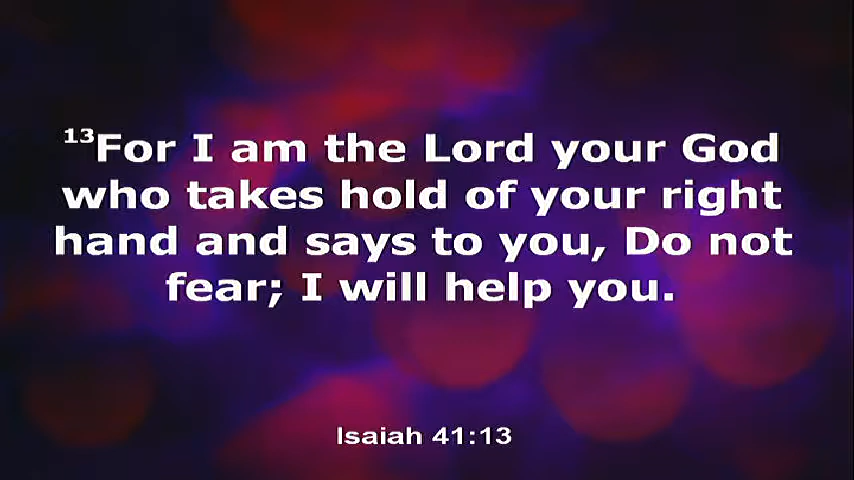 ¹³For I am the Lord your God
who takes hold of your right
hand and says to you, Do not
fear; I will help you.
Isaiah 41:13